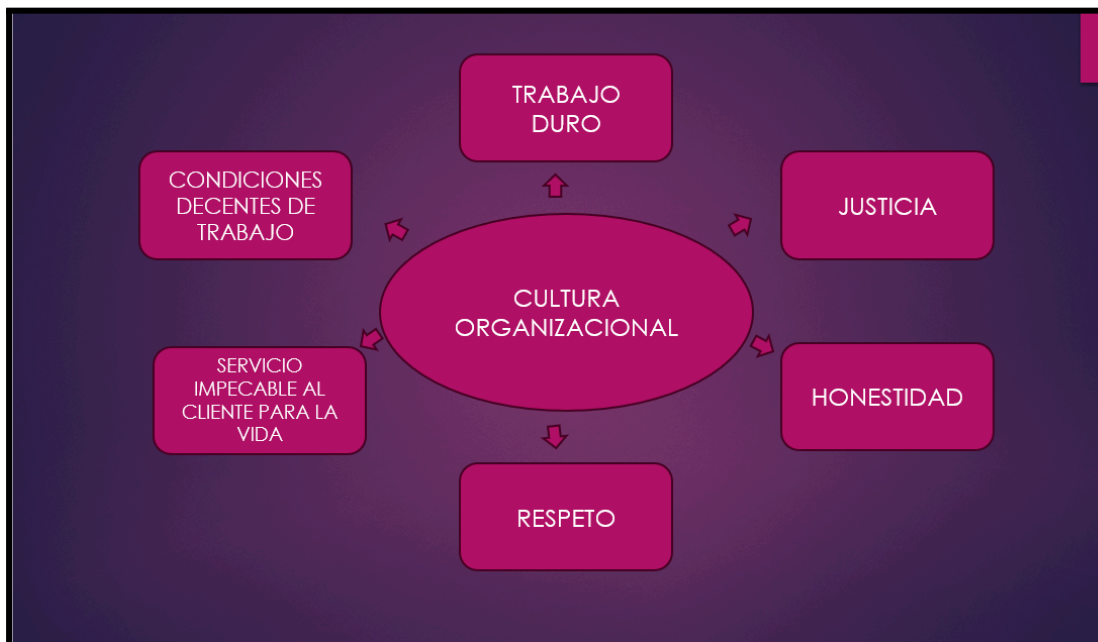 TRABAJO
DURO
CONDICIONES
DECENTES DE
TRABAJO
JUSTICIA
CULTURA
ORGANIZACIONAL
SERVICIO
IMPECABLE AL
CLIENTE PARA LA
VIDA
HONESTIDAD
RESPETO